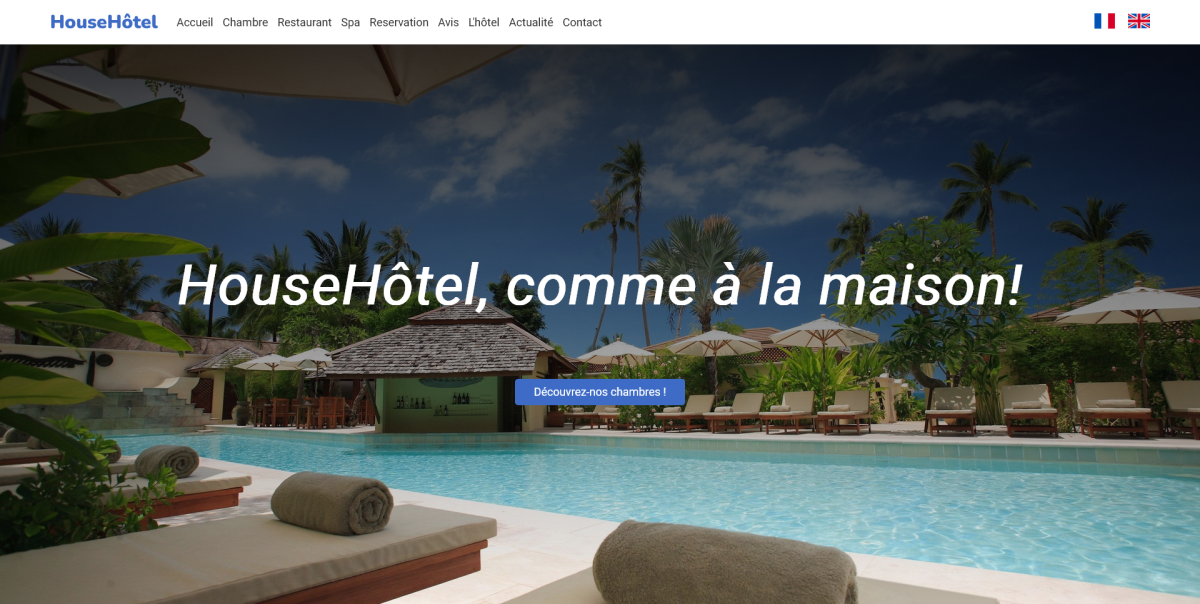 HouseHôtel Accueil Chambre Restaurant Spa Reservation Avis L'hôtel Actualité Contact
HouseHôtel, comme à la maison!
Découvrez-nos chambres !